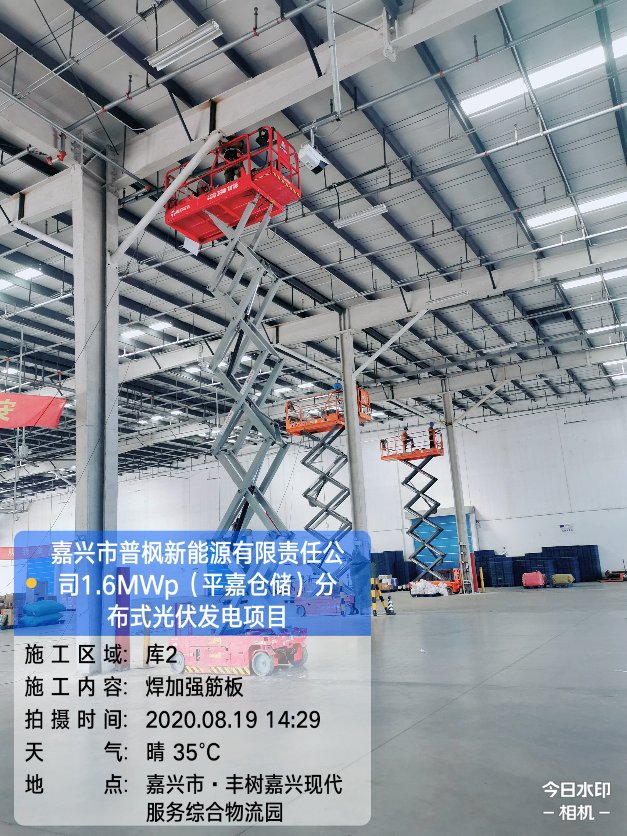 嘉兴市普枫新能源有限责任公
司1.6MWp（平嘉仓储）分
布式光伏发电项目
施工区域：库2
施工内容：焊加强筋板
拍摄时间：2020.08.19 14:29
天气：晴 35℃
地点：嘉兴市·丰树嘉兴现代
服务综合物流园
今日水印
－相机－